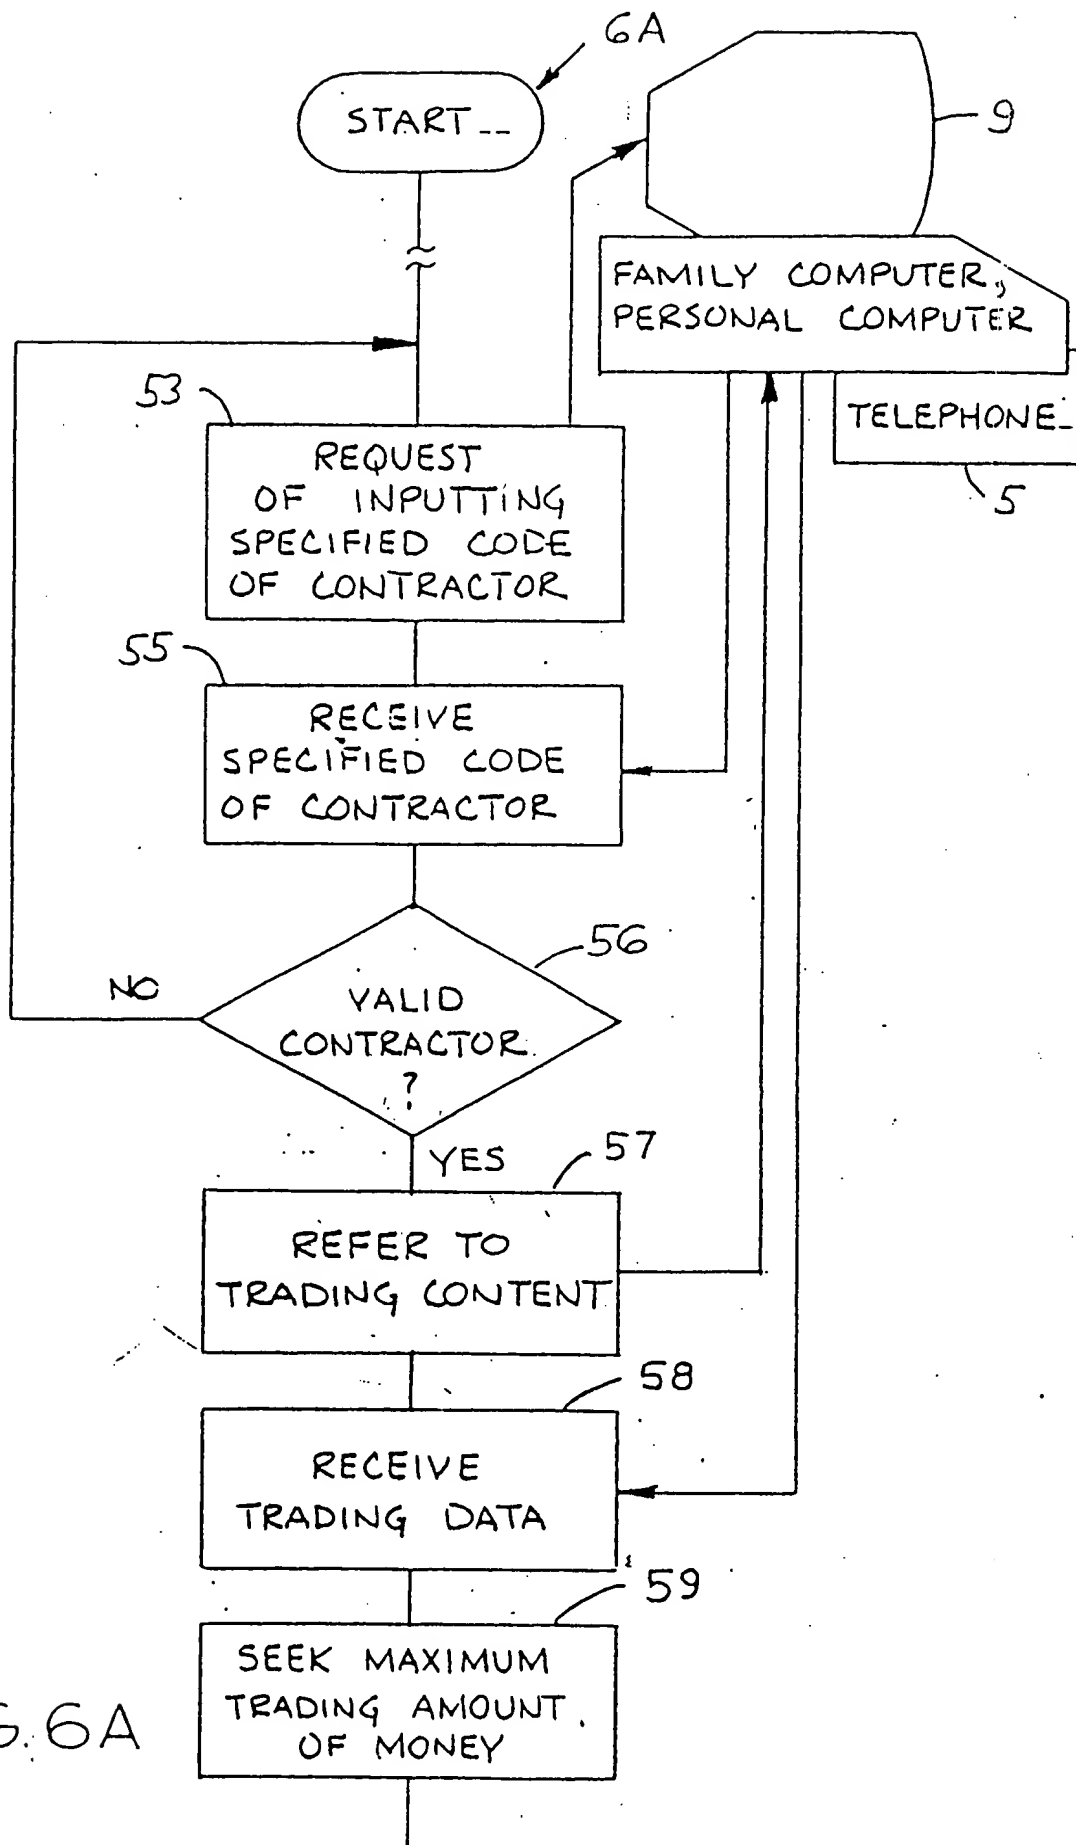 6A
START
9
FAMILY COMPUTER,
PERSONAL COMPUTER
TELEPHONE
5
53
REQUEST
OF INPUTTING
SPECIFIED CODE
OF CONTRACTOR
55
RECEIVE
SPECIFIED CODE
OF CONTRACTOR
56
NO
VALID
CONTRACTOR
?
YES
57
REFER TO
TRADING CONTENT
58
RECEIVE
TRADING DATA
59
SEEK MAXIMUM
TRADING AMOUNT
OF MONEY
G. 6A